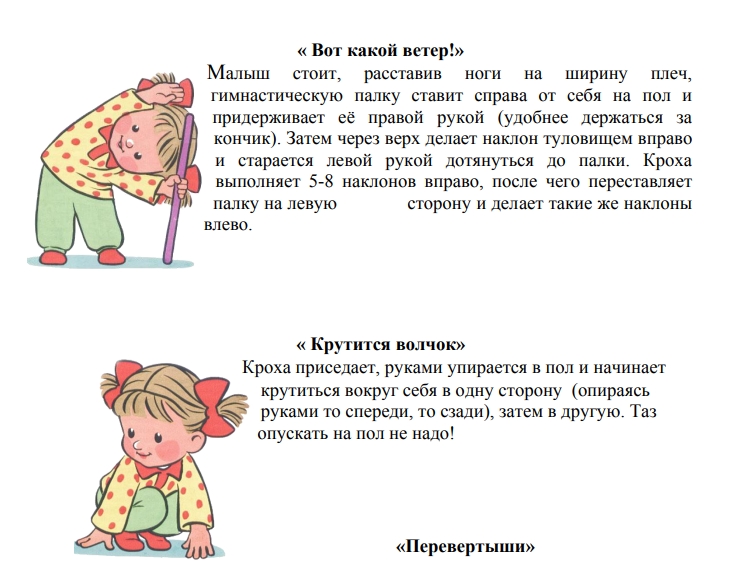 « Вот какой ветер!»
Малыш стоит, расставив ноги на ширину плеч,
гимнастическую палку ставит справа от себя на пол и
придерживает её правой рукой (удобнее держаться за
кончик). Затем через верх делает наклон туловищем вправо
и старается левой рукой дотянуться до палки. Кроха
выполняет 5-8 наклонов вправо, после чего переставляет
палку на левую сторону и делает такие же наклоны
влево.
« Крутится волчок»
Кроха приседает, руками упирается в пол и начинает
крутиться вокруг себя в одну сторону (опираясь
руками то спереди, то сзади), затем в другую. Таз
опускать на пол не надо!
«Перевертыши»